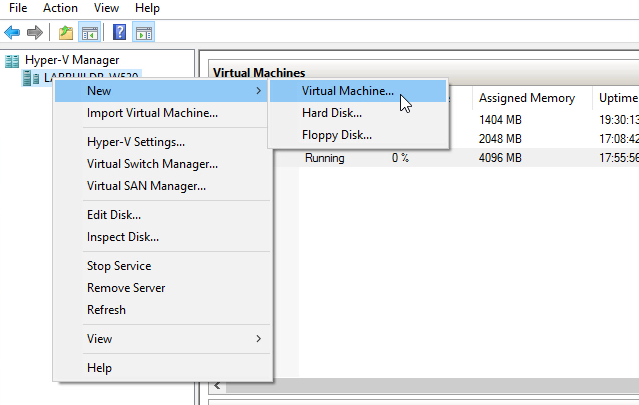 File Action View Help
Hyper-V Manager
Virtual Machines
New
Virtual Machine...
Assigned Memory Uptime
Import Virtual Machine...
Hard Disk...
1404 MB 19:30:13
Hyper-V Settings...
Floppy Disk...
2048 MB 17:08:42
Running 0 % 4096 MB 17:55:56
Virtual Switch Manager...
Virtual SAN Manager...
Edit Disk...
Inspect Disk...
Stop Service
Remove Server
Refresh
View
Help